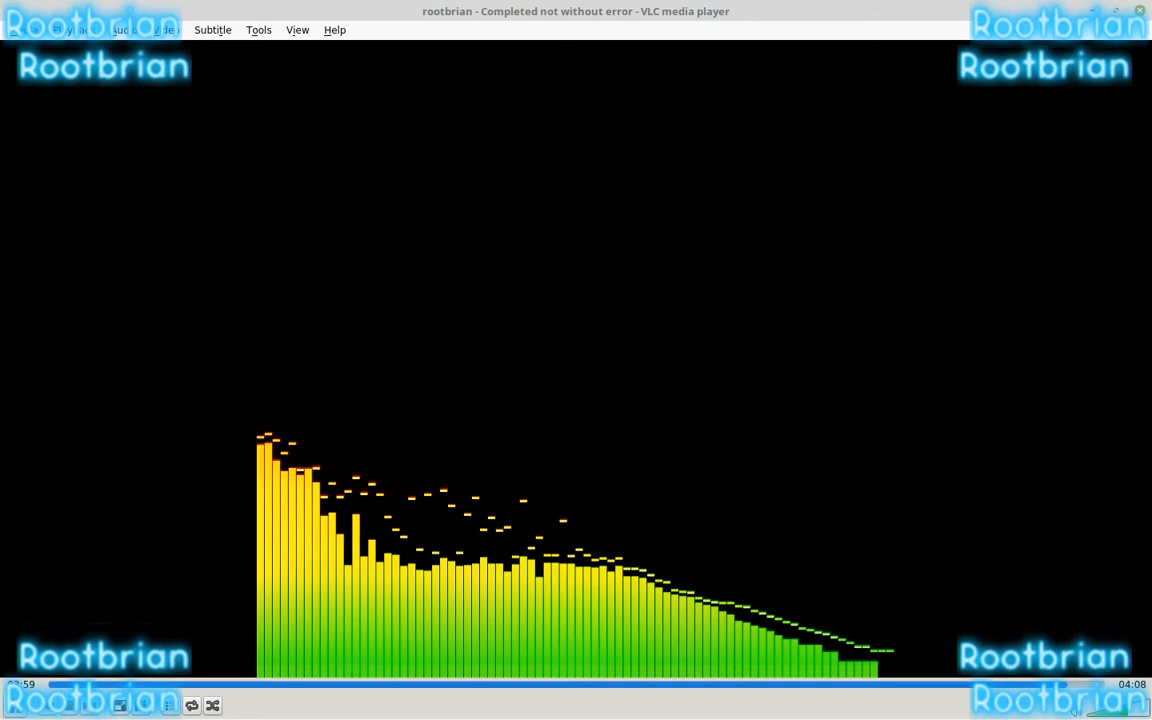 rootbrian - Completed not without error - VLC media player
Rootbrian
Rootbrian
Subtitle
Tools
View
Help
Rootbrian
Rootbrian
Rootbrian
Rootbrian
04:08
Rootbrian
Rootbrian